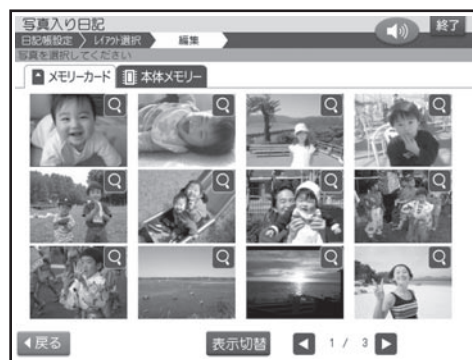 写真入り日記
終了
日記帳設定 〉 レイアウト選択 〉 編集
写真を選択してください
メモリーカード 本体メモリー
◀戻る 表示切替 ◀ 1 / 3 ▶